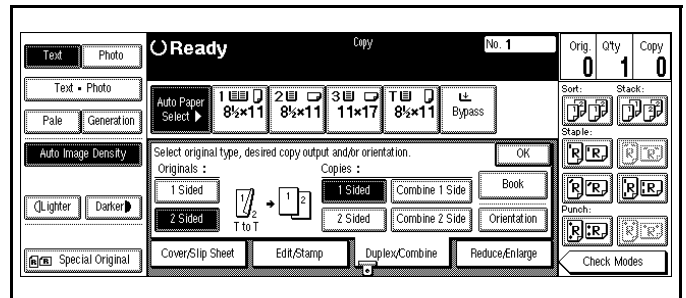 Text Photo
Text • Photo
Pale Generation
Auto Image Density
Lighter Darker
Special Original
Ready
Copy
No. 1
Auto Paper
Select ▶
1
8½×11
2
8½×11
3
11×17
T
8½×11
Bypass
Select original type, desired copy output and/or orientation.
OK
Originals :
Copies :
1 Sided
2 Sided
1
2
T to T
1 2
1 Sided
Combine 1 Side
Book
2 Sided
Combine 2 Side
Orientation
Cover/Slip Sheet
Edit/Stamp
Duplex/Combine
Reduce/Enlarge
Orig. Q'ty Copy
0 1 0
Sort: Stack:
Staple:
Punch:
Check Modes